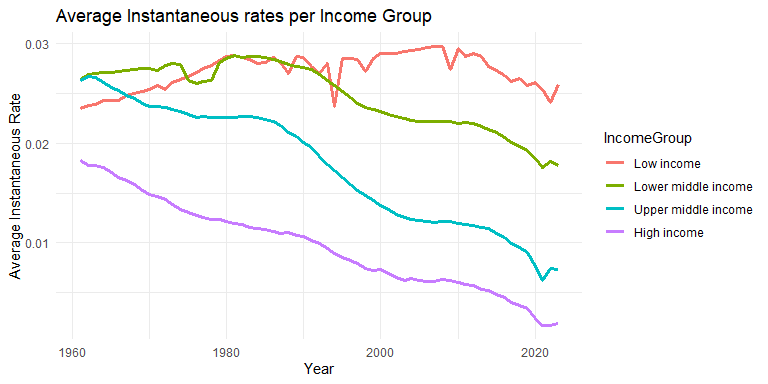 Average Instantaneous rates per Income Group
Average Instantaneous Rate
0.03
0.02
0.01
1960
1980
2000
2020
Year
IncomeGroup
Low income
Lower middle income
Upper middle income
High income